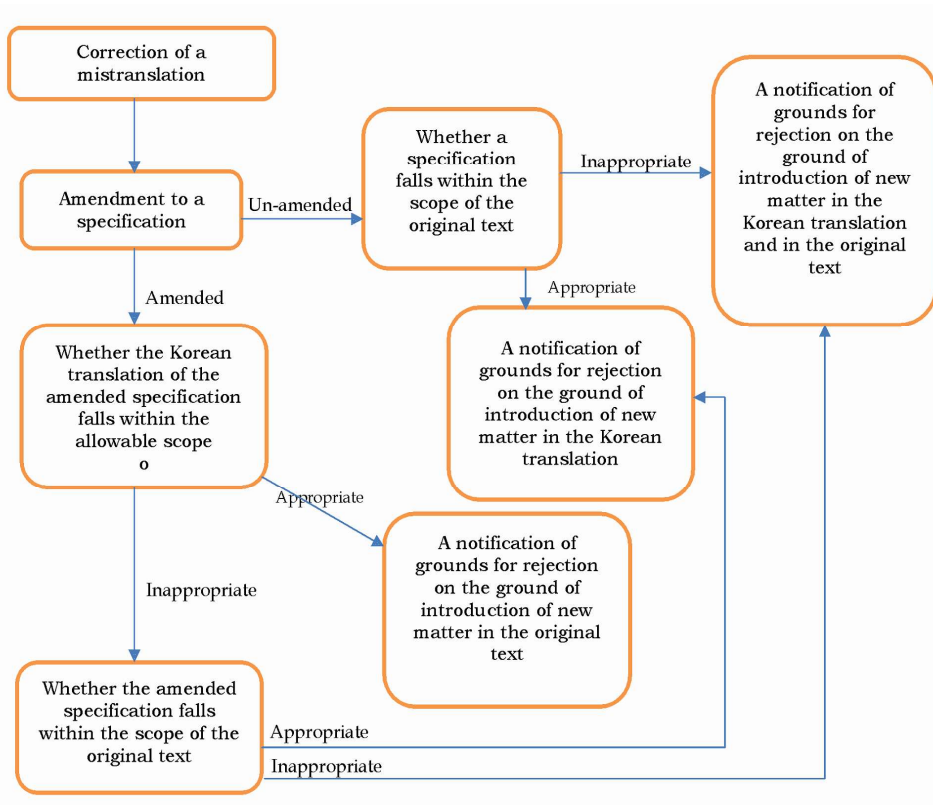 Correction of a
mistranslation
Amendment to a
specification
Un-amended
Whether a
specification
falls within the
scope of the
original text
Inappropriate
A notification of
grounds for
rejection on the
ground of
introduction of new
matter in the
Korean translation
and in the original
text
Appropriate
A notification of
grounds for rejection
on the ground of
introduction of new
matter in the Korean
translation
Amended
Whether the Korean
translation of the
amended specification
falls within the
allowable scope
o
Appropriate
A notification of
grounds for rejection
on the ground of
introduction of new
matter in the original
text
Inappropriate
Whether the amended
specification falls
within the scope of the
original text
Appropriate
Inappropriate